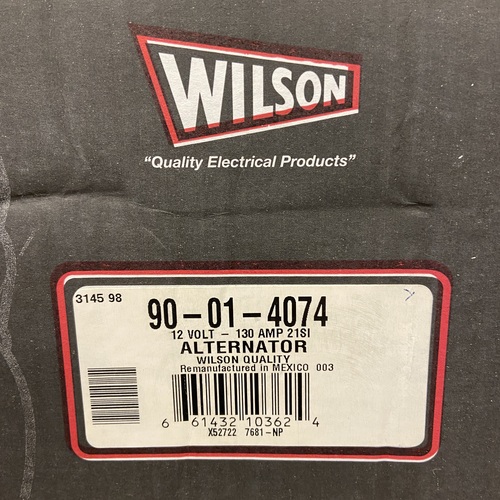 WILSON
“Quality Electrical Products”
3145 98
90-01-4074
12 VOLT - 130 AMP 21SI
ALTERNATOR
WILSON QUALITY
Remanufactured in MEXICO 003
6 61432 10362 4
X52722 7681-NP